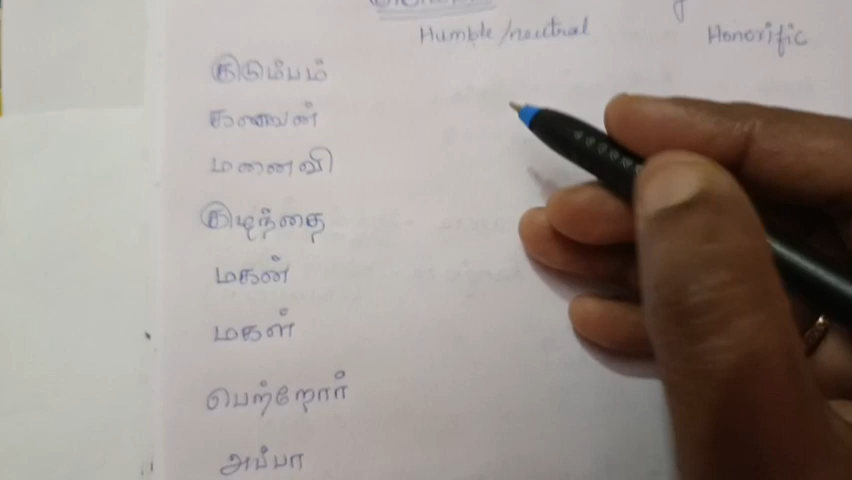 Humble/neutral Honorific
குடும்பம்
கணவன்
மனைவி
குழந்தை
மகன்
மகள்
பெற்றோர்
அப்பா